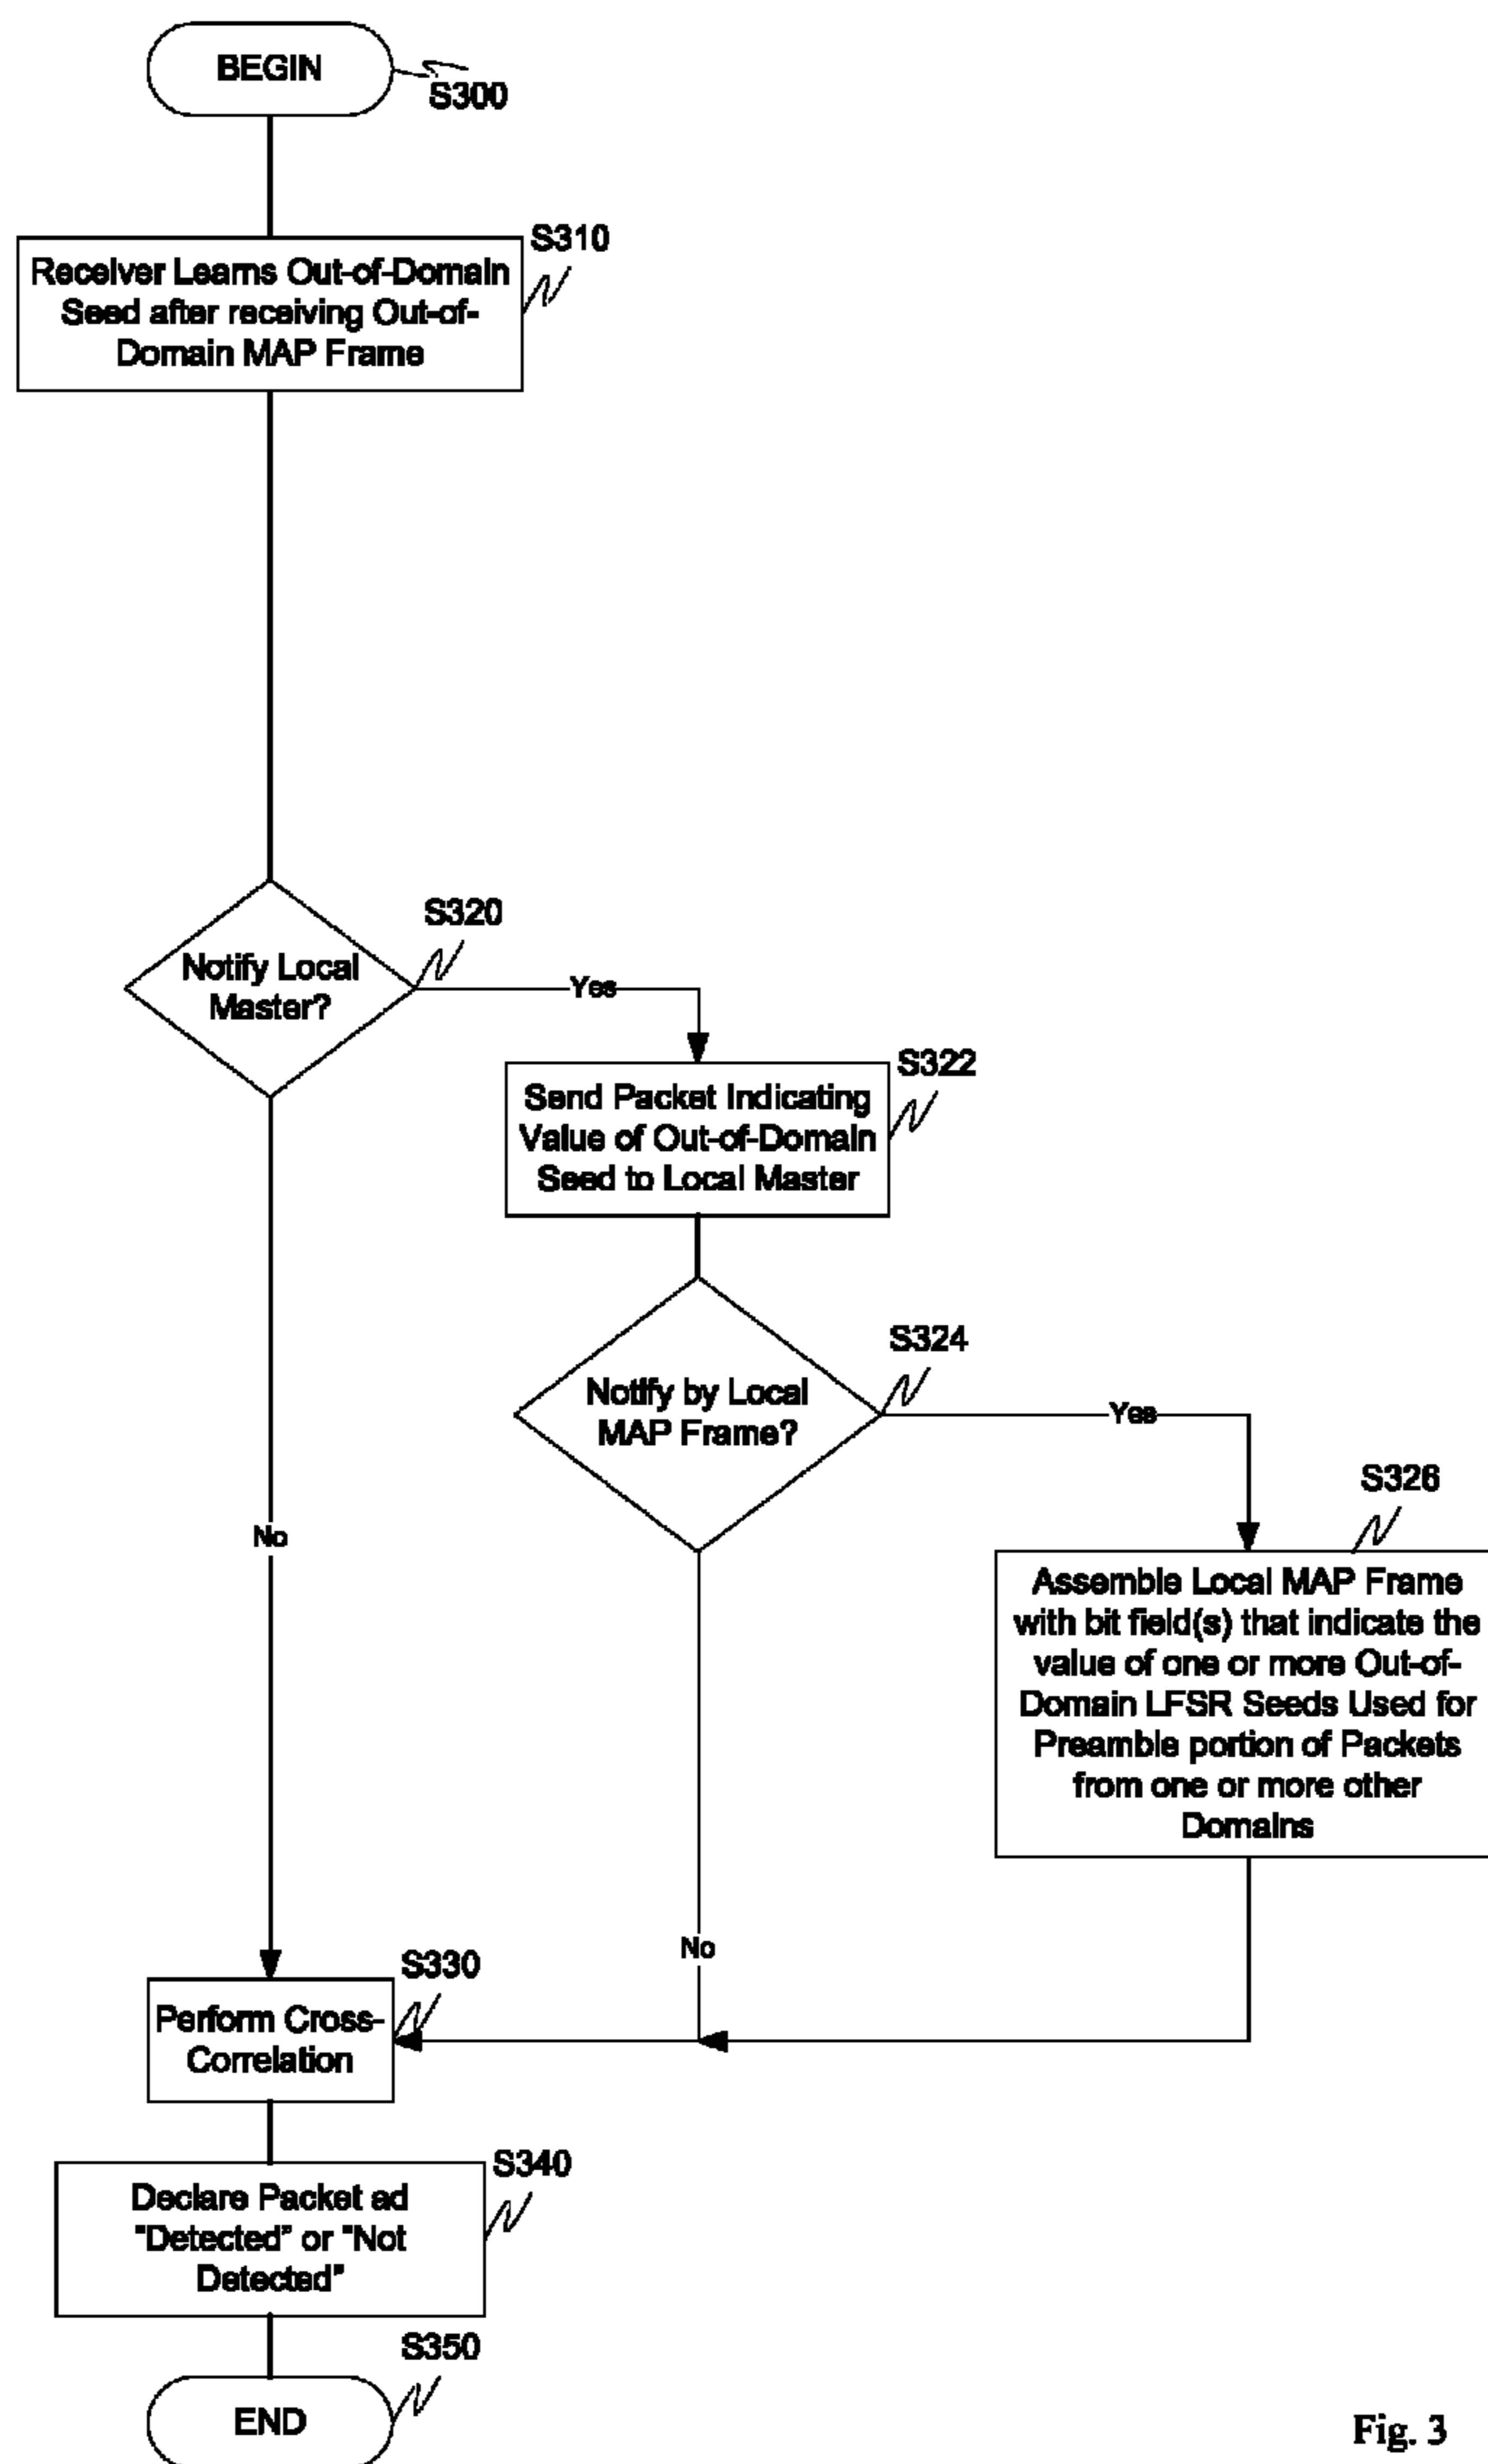 BEGIN
S300
S310
Receiver Learns Out-of-Domain
Seed after receiving Out-of-
Domain MAP Frame
S320
Notify Local
Master?
Yes
S322
Send Packet Indicating
Value of Out-of-Domain
Seed to Local Master
S324
Notify by Local
MAP Frame?
Yes
S326
Assemble Local MAP Frame
with bit field(s) that indicate the
value of one or more Out-of-
Domain LFSR Seeds Used for
Preamble portion of Packets
from one or more other
Domains
No
No
S330
Perform Cross-
Correlation
S340
Declare Packet ad
"Detected" or "Not
Detected"
S350
END
Fig. 3